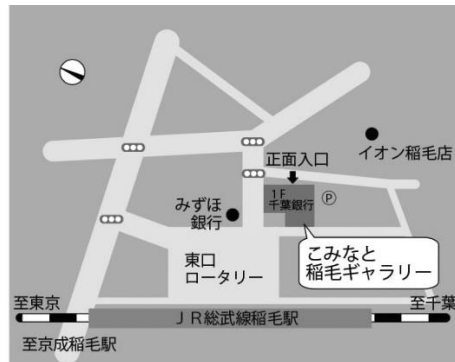 イオン稲毛店
正面入口
1F
千葉銀行
P
みずほ
銀行
こみなと
稲毛ギャラリー
東口
ロータリー
至東京
至千葉
JR総武線稲毛駅
至京成稲毛駅